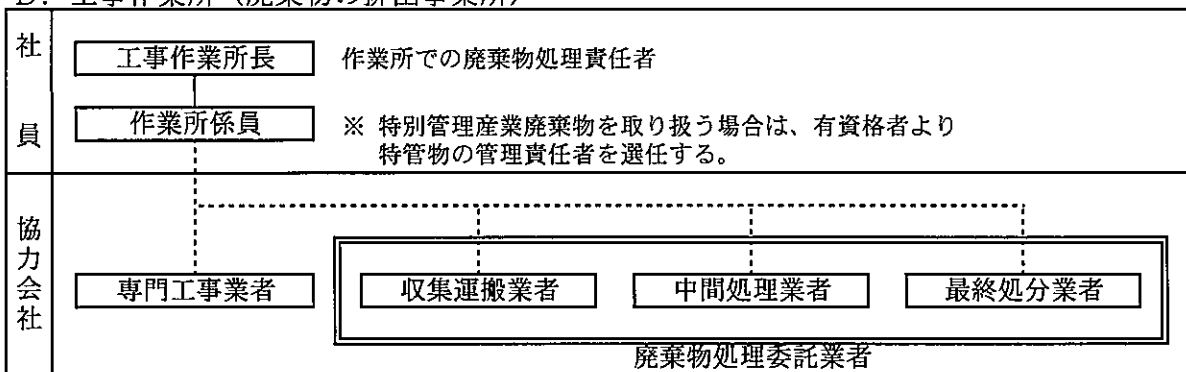 B. 工事作業所（廃棄物の排出事業所）
社員
工事作業所長 作業所での廃棄物処理責任者
作業所係員 ※ 特別管理産業廃棄物を取り扱う場合は、有資格者より
特管物の管理責任者を選任する。
協力会社
専門工事業者 収集運搬業者 中間処理業者 最終処分業者
廃棄物処理委託業者